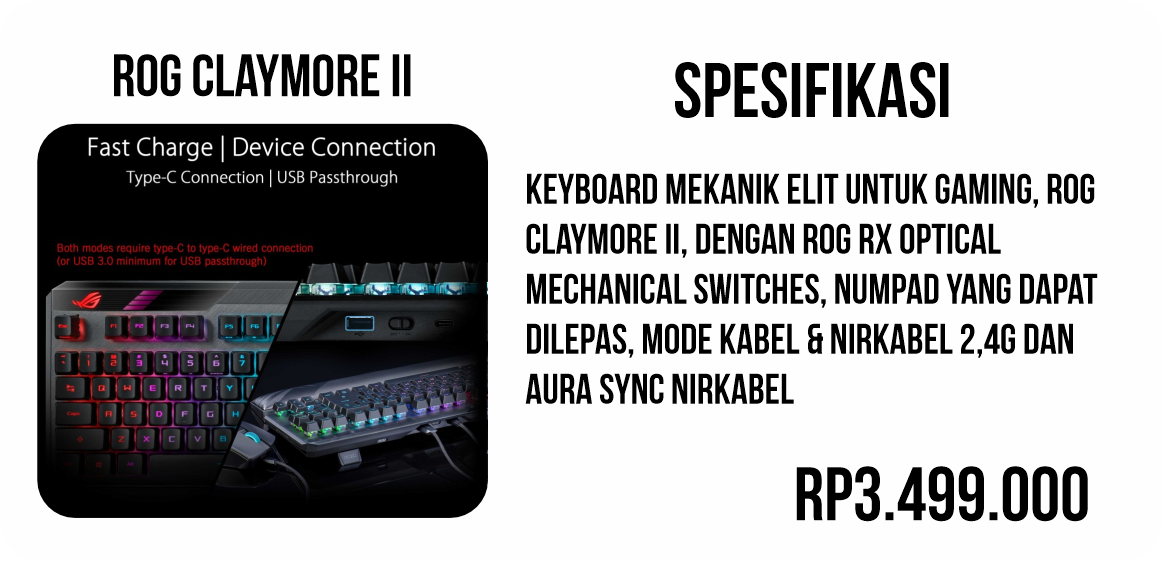 ROG CLAYMORE II
Fast Charge | Device Connection
Type-C Connection | USB Passthrough
Both modes require type-C to type-C wired connection
(or USB 3.0 minimum for USB passthrough)
SPESIFIKASI
KEYBOARD MEKANIK ELIT UNTUK GAMING, ROG
CLAYMORE II, DENGAN ROG RX OPTICAL
MECHANICAL SWITCHES, NUMPAD YANG DAPAT
DILEPAS, MODE KABEL & NIRKABEL 2,4G DAN
AURA SYNC NIRKABEL
RP3.499.000